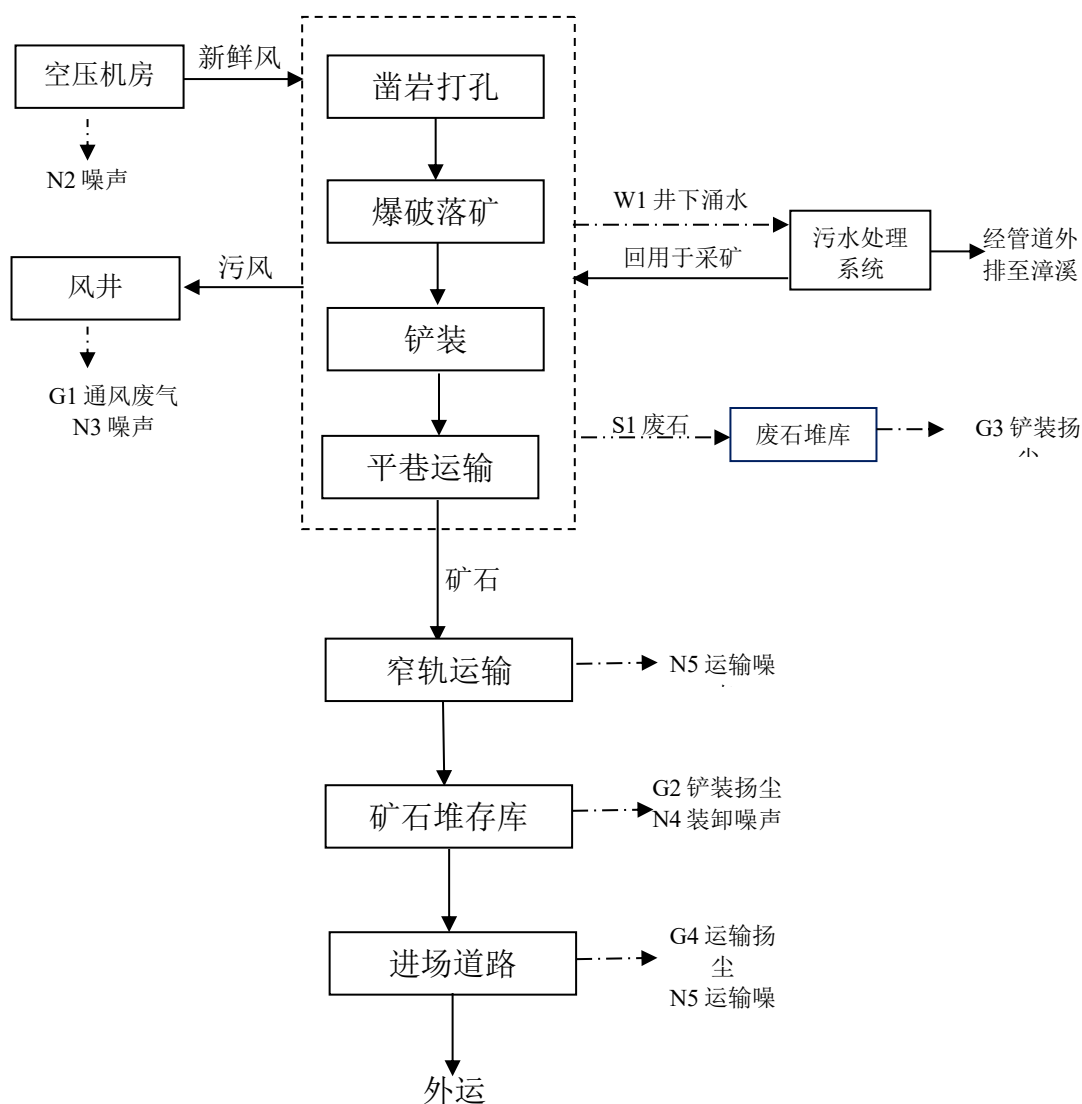 空压机房
新鲜风
凿岩打孔
N2 噪声
爆破落矿
W1 井下涌水
污水处理
系统
经管道外
排至漳溪
回用于采矿
风井
污风
铲装
G1 通风废气
N3 噪声
S1 废石
废石堆库
G3 铲装扬
平巷运输
矿石
窄轨运输
N5 运输噪
矿石堆存库
G2 铲装扬尘
N4 装卸噪声
进场道路
G4 运输扬
尘
N5 运输噪
外运